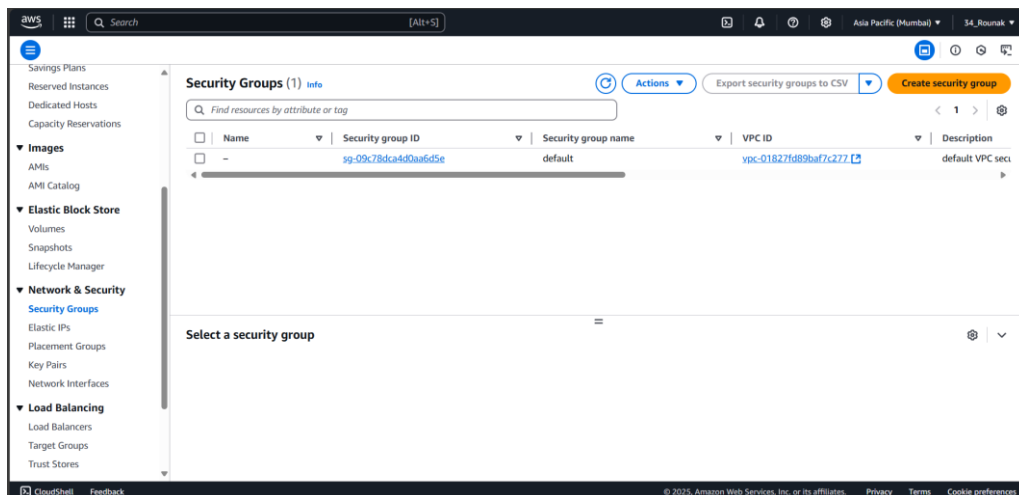 aws
Search [Alt+S] Asia Pacific (Mumbai) 34_Rounak
Savings Plans
Reserved Instances
Dedicated Hosts
Capacity Reservations
Images
AMIs
AMI Catalog
Elastic Block Store
Volumes
Snapshots
Lifecycle Manager
Network & Security
Security Groups
Elastic IPs
Placement Groups
Key Pairs
Network Interfaces
Load Balancing
Load Balancers
Target Groups
Trust Stores
Security Groups (1) Info
Actions Export security groups to CSV Create security group
Find resources by attribute or tag
1
Name Security group ID Security group name VPC ID Description
– sg-09c78dca4d0aa6d5e default vpc-01827fd89baf7c277 default VPC secu
Select a security group
CloudShell Feedback © 2025, Amazon Web Services, Inc. or its affiliates. Privacy Terms Cookie preferences